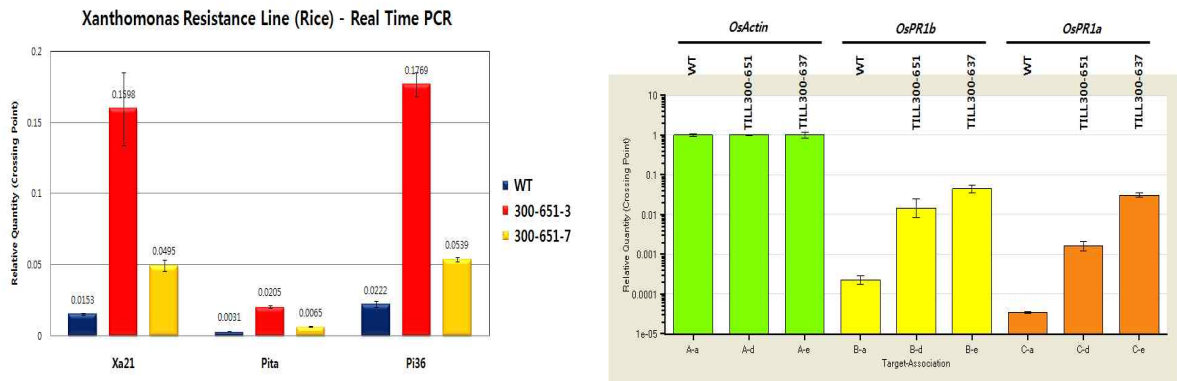 Xanthomonas Resistance Line (Rice) - Real Time PCR
Relative Quantity (Crossing Point)
0.2
0.15
0.1
0.05
0
0.0153
0.1598
0.0495
0.0031
0.0205
0.0065
0.0222
0.1769
0.0539
Xa21
Pita
Pi36
WT
300-651-3
300-651-7
OsActin
OsPR1b
OsPR1a
WT
TILL300-651
TILL300-637
WT
TILL300-651
TILL300-637
WT
TILL300-651
TILL300-637
Relative Quantity (Crossing Point)
10
1
0.1
0.01
0.001
0.0001
1e-05
A-a
A-d
A-e
B-a
B-d
B-e
C-a
C-d
C-e
Target-Association